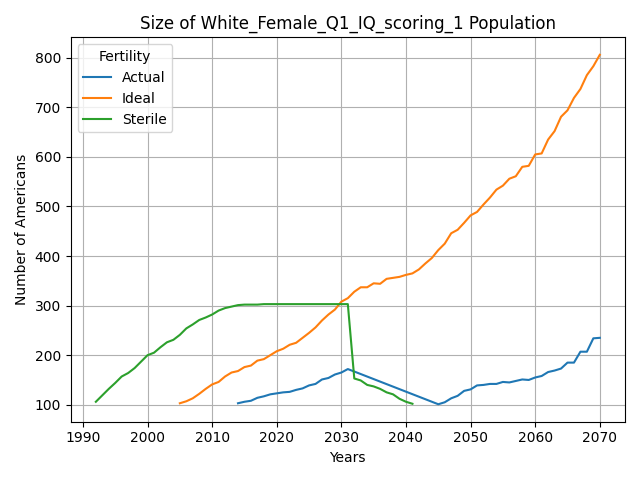 Size of White_Female_Q1_IQ_scoring_1 Population
Fertility
Actual
Ideal
Sterile
Number of Americans
800
700
600
500
400
300
200
100
1990 2000 2010 2020 2030 2040 2050 2060 2070
Years